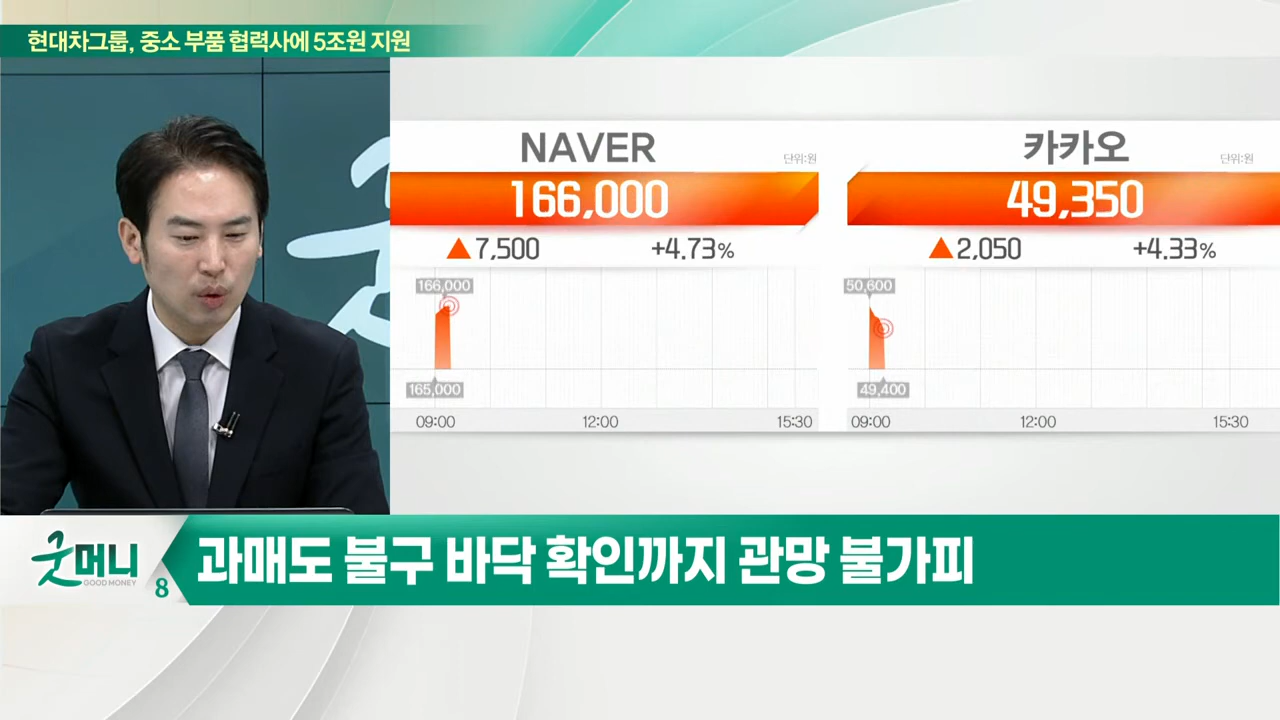 현대차그룹, 중소 부품 협력사에 5조원 지원
NAVER
단위:원
166,000
▲ 7,500 +4.73%
166,000
165,000
09:00 12:00 15:30
카카오
단위:원
49,350
▲ 2,050 +4.33%
50,600
49,400
09:00 12:00 15:30
굿머니
GOOD MONEY
8
과매도 불구 바닥 확인까지 관망 불가피